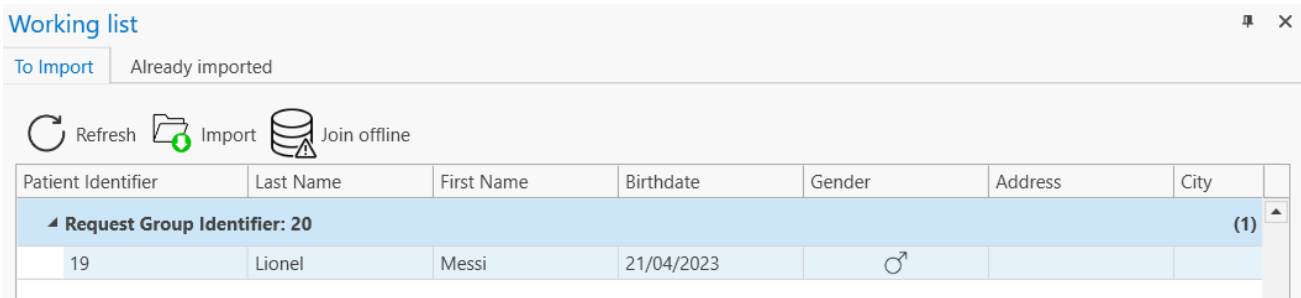 Working list
To Import Already imported
Refresh Import Join offline
Patient Identifier Last Name First Name Birthdate Gender Address City
Request Group Identifier: 20 (1)
19 Lionel Messi 21/04/2023